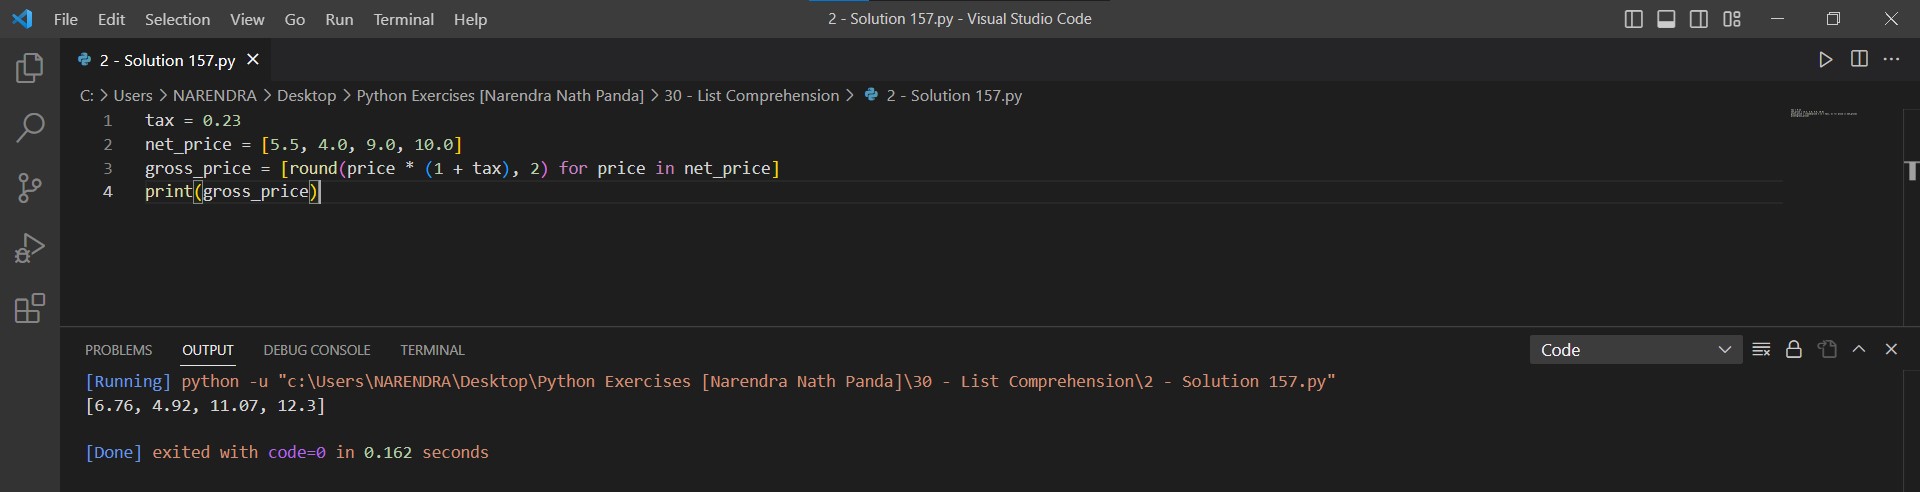 File Edit Selection View Go Run Terminal Help
2 - Solution 157.py - Visual Studio Code
2 - Solution 157.py
C: > Users > NARENDRA > Desktop > Python Exercises [Narendra Nath Panda] > 30 - List Comprehension > 2 - Solution 157.py
1 tax = 0.23
2 net_price = [5.5, 4.0, 9.0, 10.0]
3 gross_price = [round(price * (1 + tax), 2) for price in net_price]
4 print(gross_price)
PROBLEMS OUTPUT DEBUG CONSOLE TERMINAL
Code
[Running] python -u "c:\Users\NARENDRA\Desktop\Python Exercises [Narendra Nath Panda]\30 - List Comprehension\2 - Solution 157.py"
[6.76, 4.92, 11.07, 12.3]
[Done] exited with code=0 in 0.162 seconds